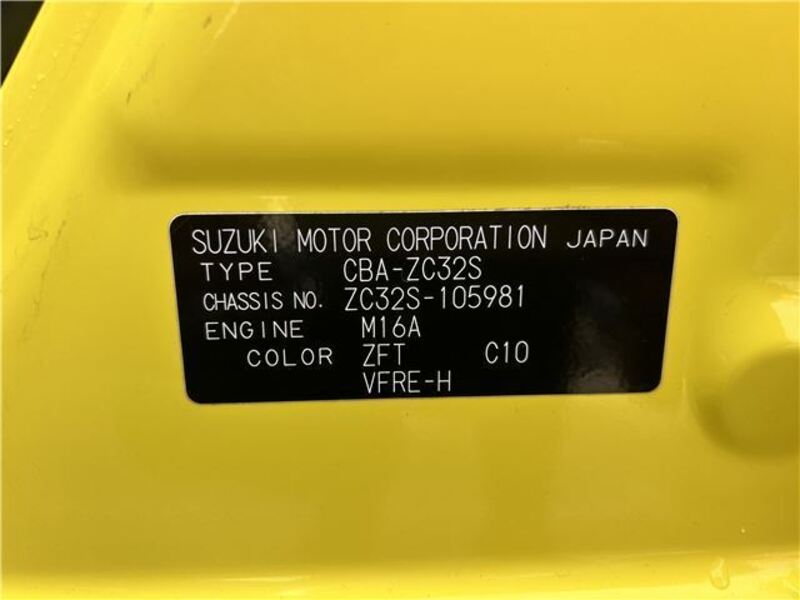 SUZUKI MOTOR CORPORATION JAPAN
TYPE CBA-ZC32S
CHASSIS NO. ZC32S-105981
ENGINE M16A
COLOR ZFT C10
VFRE-H